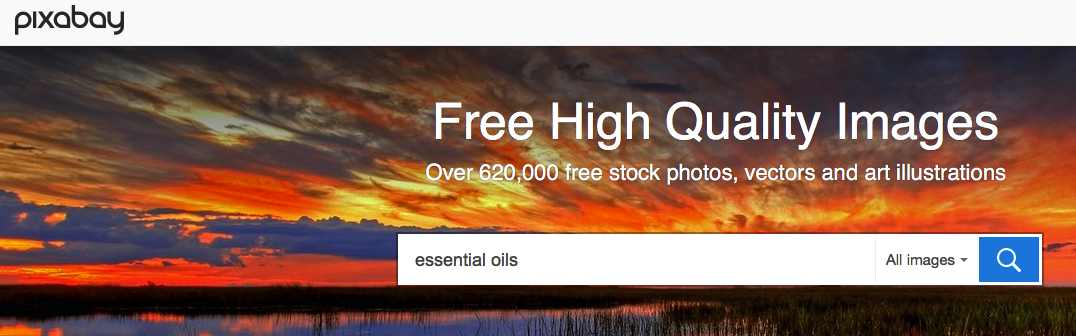 pixabay
Free High Quality Images
Over 620,000 free stock photos, vectors and art illustrations
essential oils All images